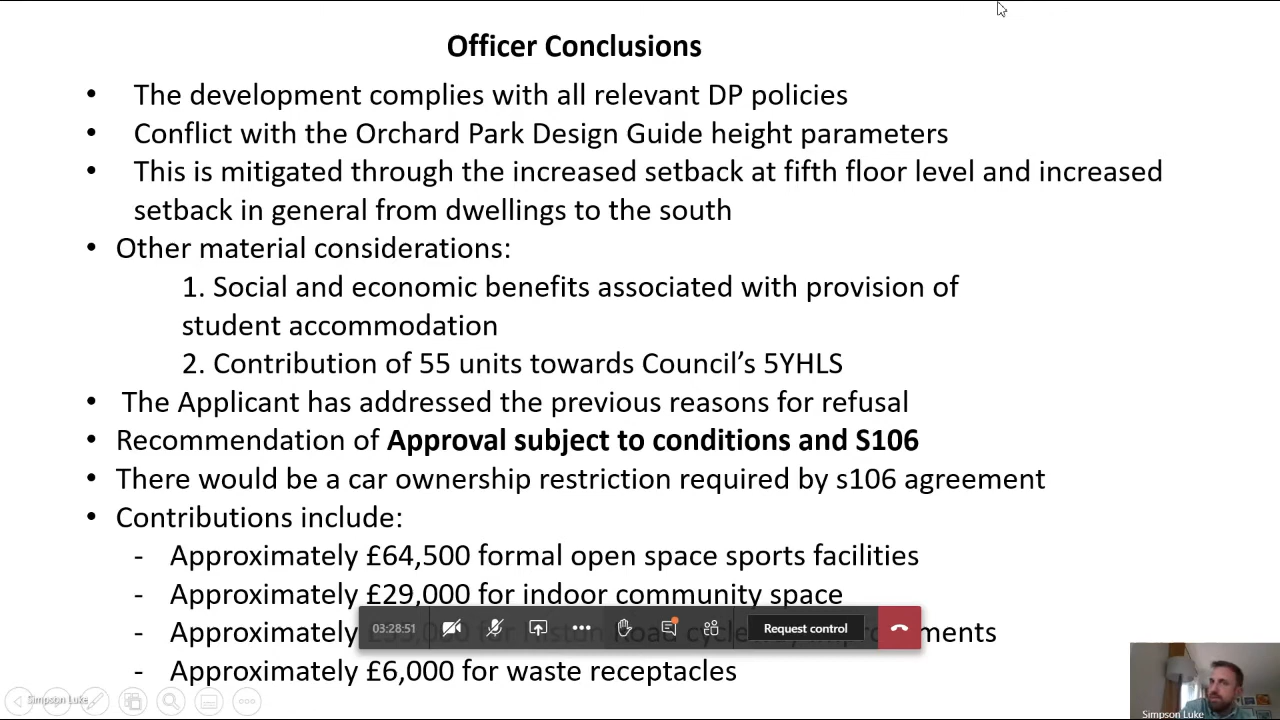 Officer Conclusions
• The development complies with all relevant DP policies
• Conflict with the Orchard Park Design Guide height parameters
• This is mitigated through the increased setback at fifth floor level and increased
setback in general from dwellings to the south
• Other material considerations:
1. Social and economic benefits associated with provision of
student accommodation
2. Contribution of 55 units towards Council’s 5YHLS
• The Applicant has addressed the previous reasons for refusal
• Recommendation of Approval subject to conditions and S106
• There would be a car ownership restriction required by s106 agreement
• Contributions include:
- Approximately £64,500 formal open space sports facilities
- Approximately £29,000 for indoor community space
03:28:51 Request control
- Approximately
- Approximately £6,000 for waste receptacles
Simpson Luke
Simpson Luke